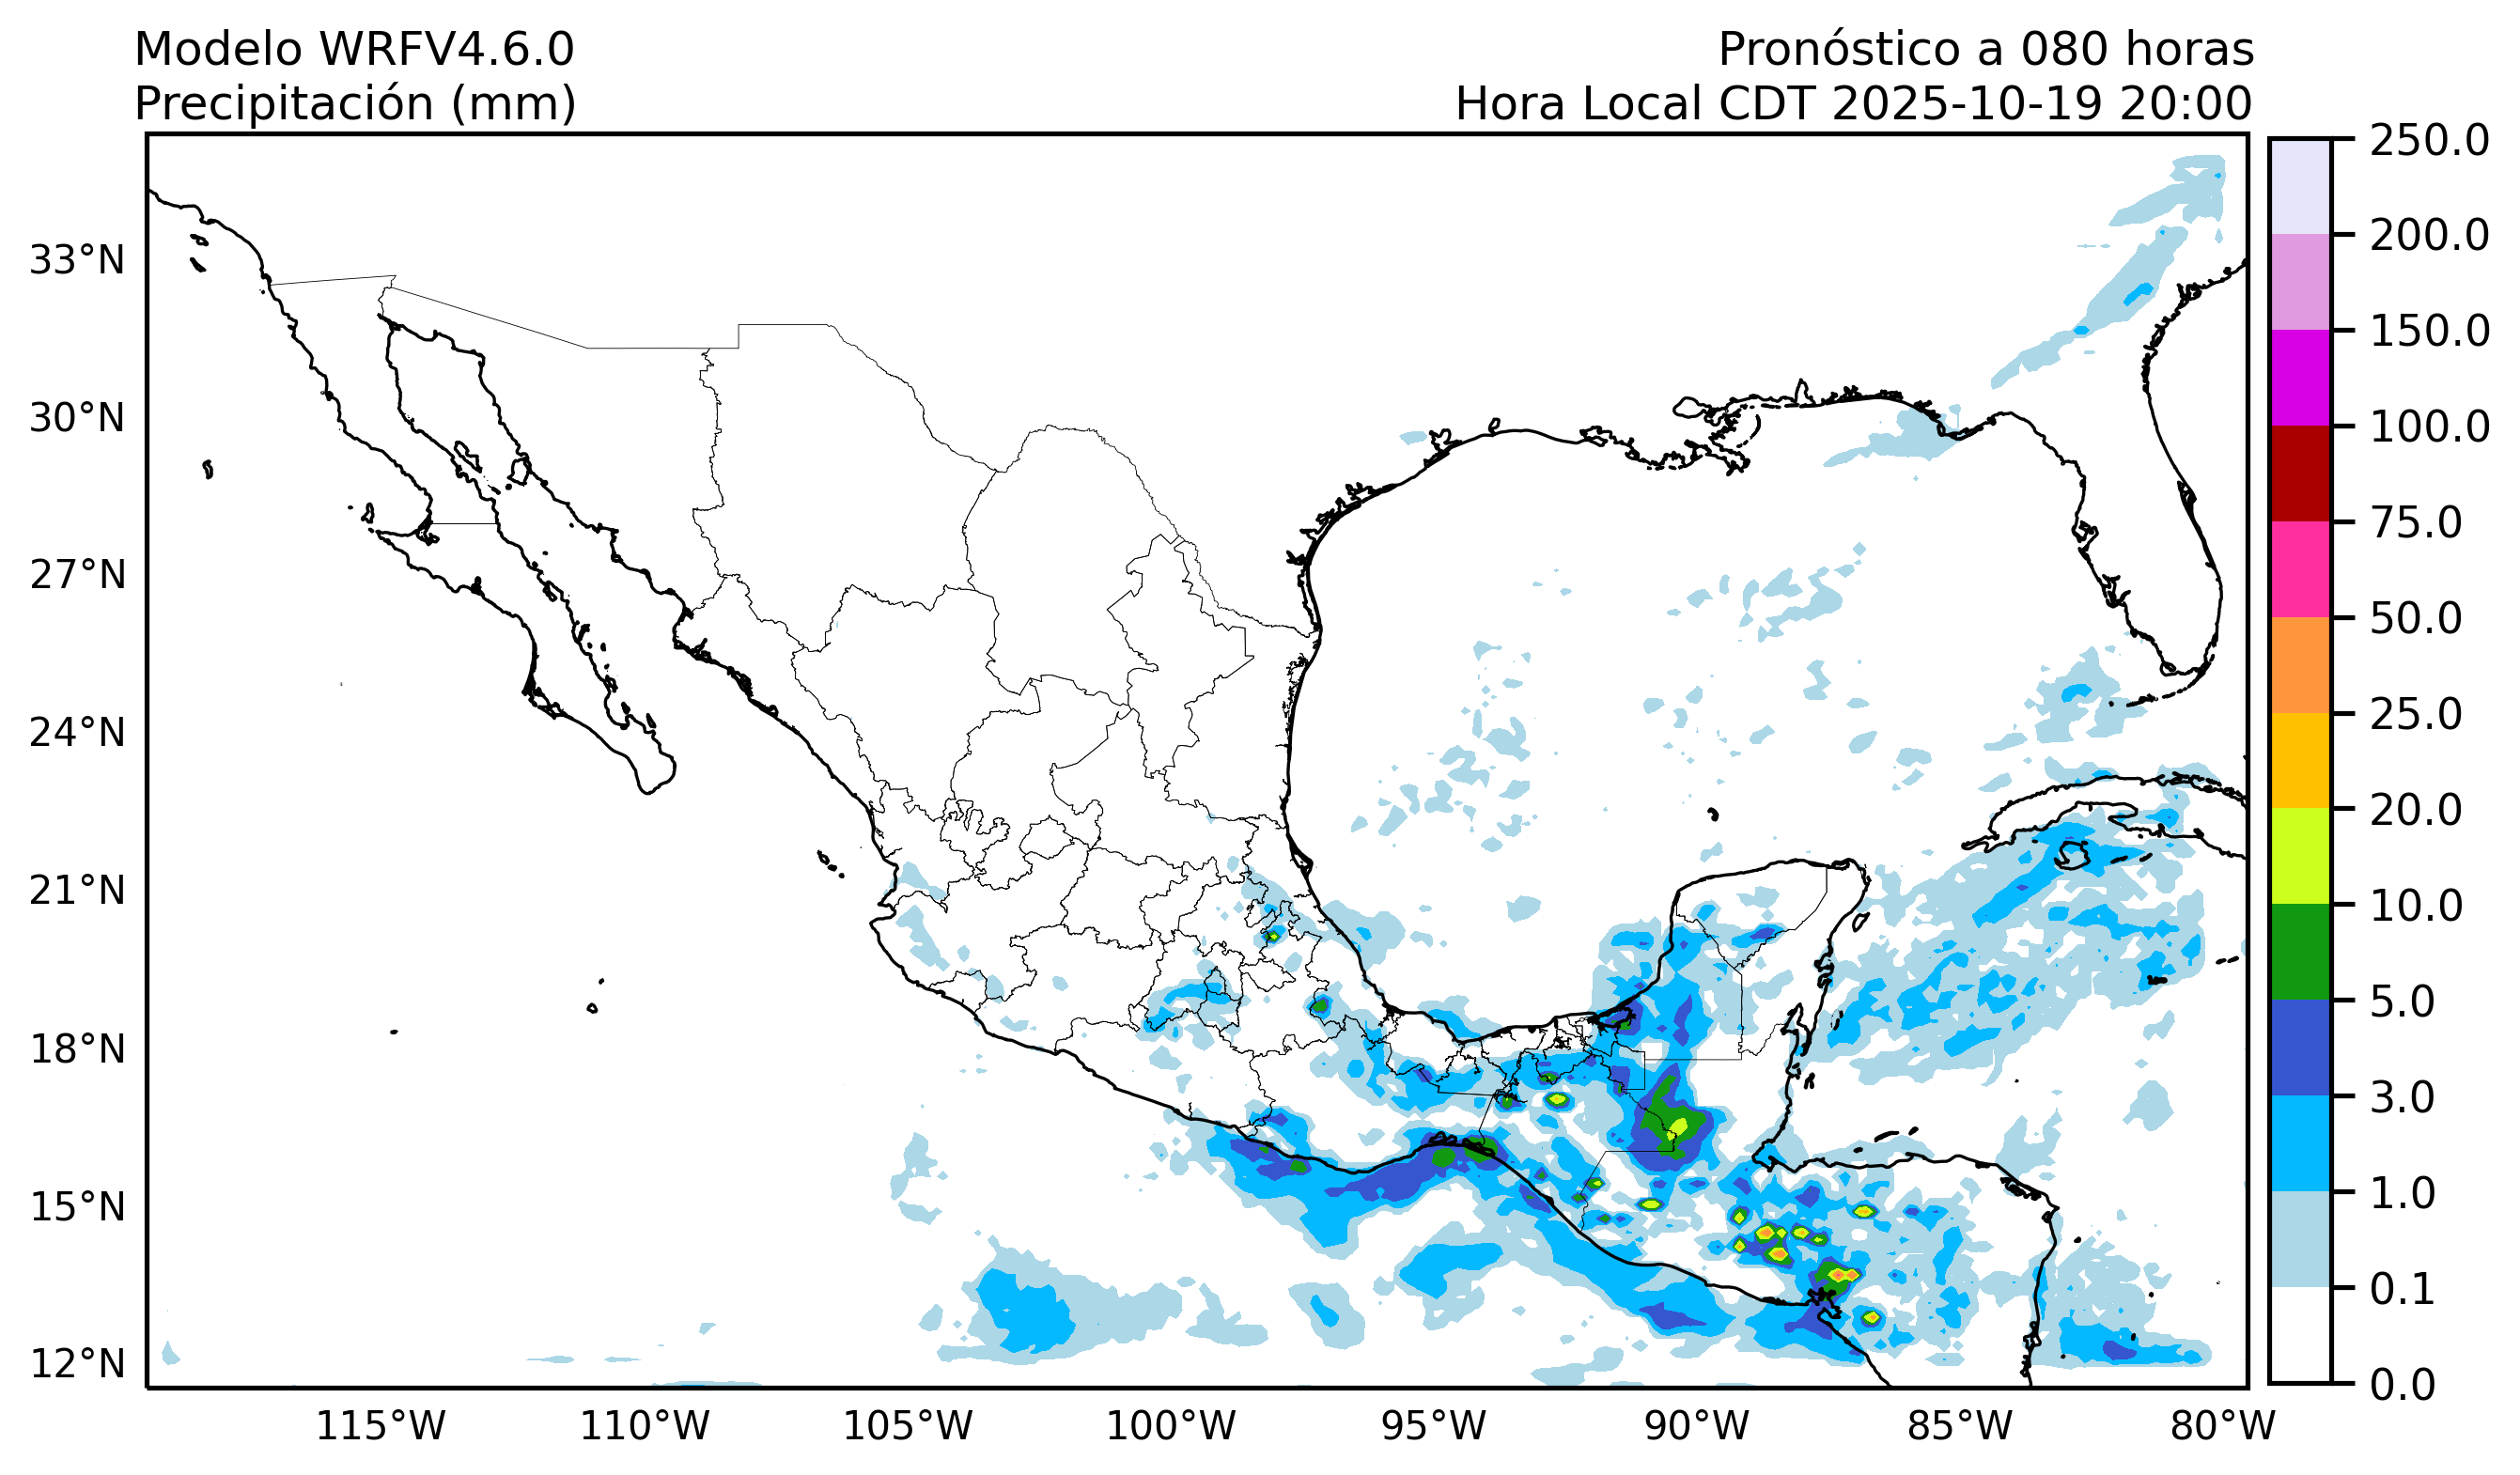 Modelo WRFV4.6.0
Pronóstico a 080 horas
Precipitación (mm)
Hora Local CDT 2025-10-19 20:00
33°N
30°N
27°N
24°N
21°N
18°N
15°N
12°N
115°W
110°W
105°W
100°W
95°W
90°W
85°W
80°W
250.0
200.0
150.0
100.0
75.0
50.0
25.0
20.0
10.0
5.0
3.0
1.0
0.1
0.0